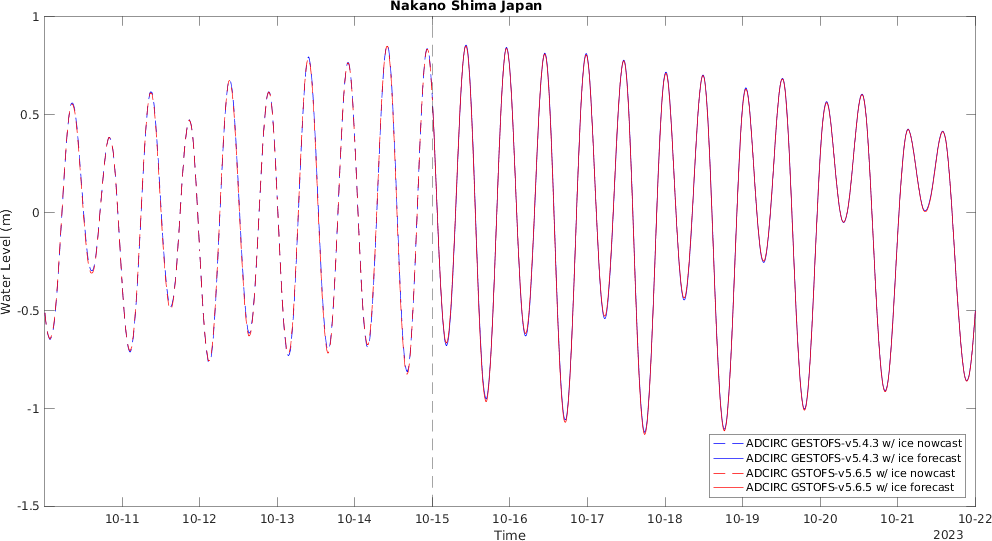 Nakano Shima Japan
1
0.5
0
-0.5
-1
-1.5
Water Level (m)
ADCIRC GESTOFS-v5.4.3 w/ ice nowcast
ADCIRC GESTOFS-v5.4.3 w/ ice forecast
ADCIRC GSTOFS-v5.6.5 w/ ice nowcast
ADCIRC GSTOFS-v5.6.5 w/ ice forecast
10-11 10-12 10-13 10-14 10-15 10-16 10-17 10-18 10-19 10-20 10-21 10-22
Time
2023